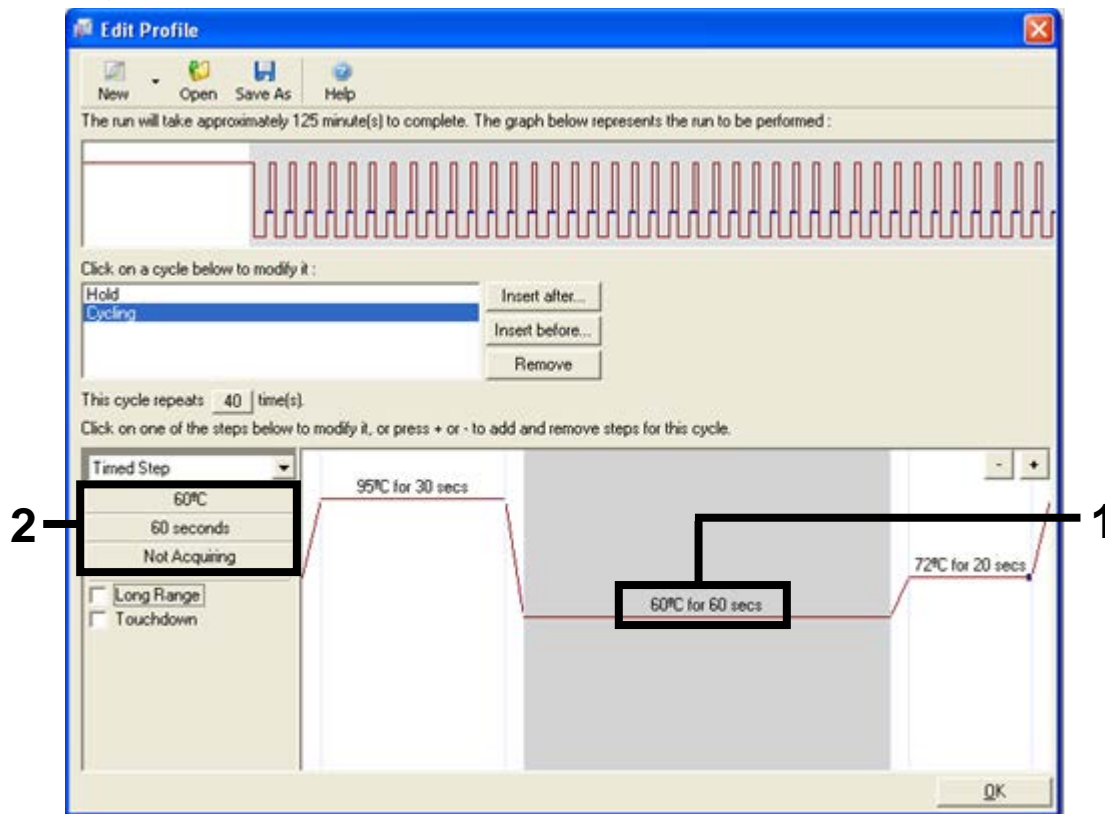 Edit Profile
New Open Save As Help
The run will take approximately 125 minute(s) to complete. The graph below represents the run to be performed :
Click on a cycle below to modify it :
Hold
Cycling
Insert after...
Insert before...
Remove
This cycle repeats 40 time(s).
Click on one of the steps below to modify it, or press + or - to add and remove steps for this cycle.
Timed Step
- +
60ºC
60 seconds
Not Acquiring
Long Range
Touchdown
95ºC for 30 secs
60ºC for 60 secs
72ºC for 20 secs
2
1
OK